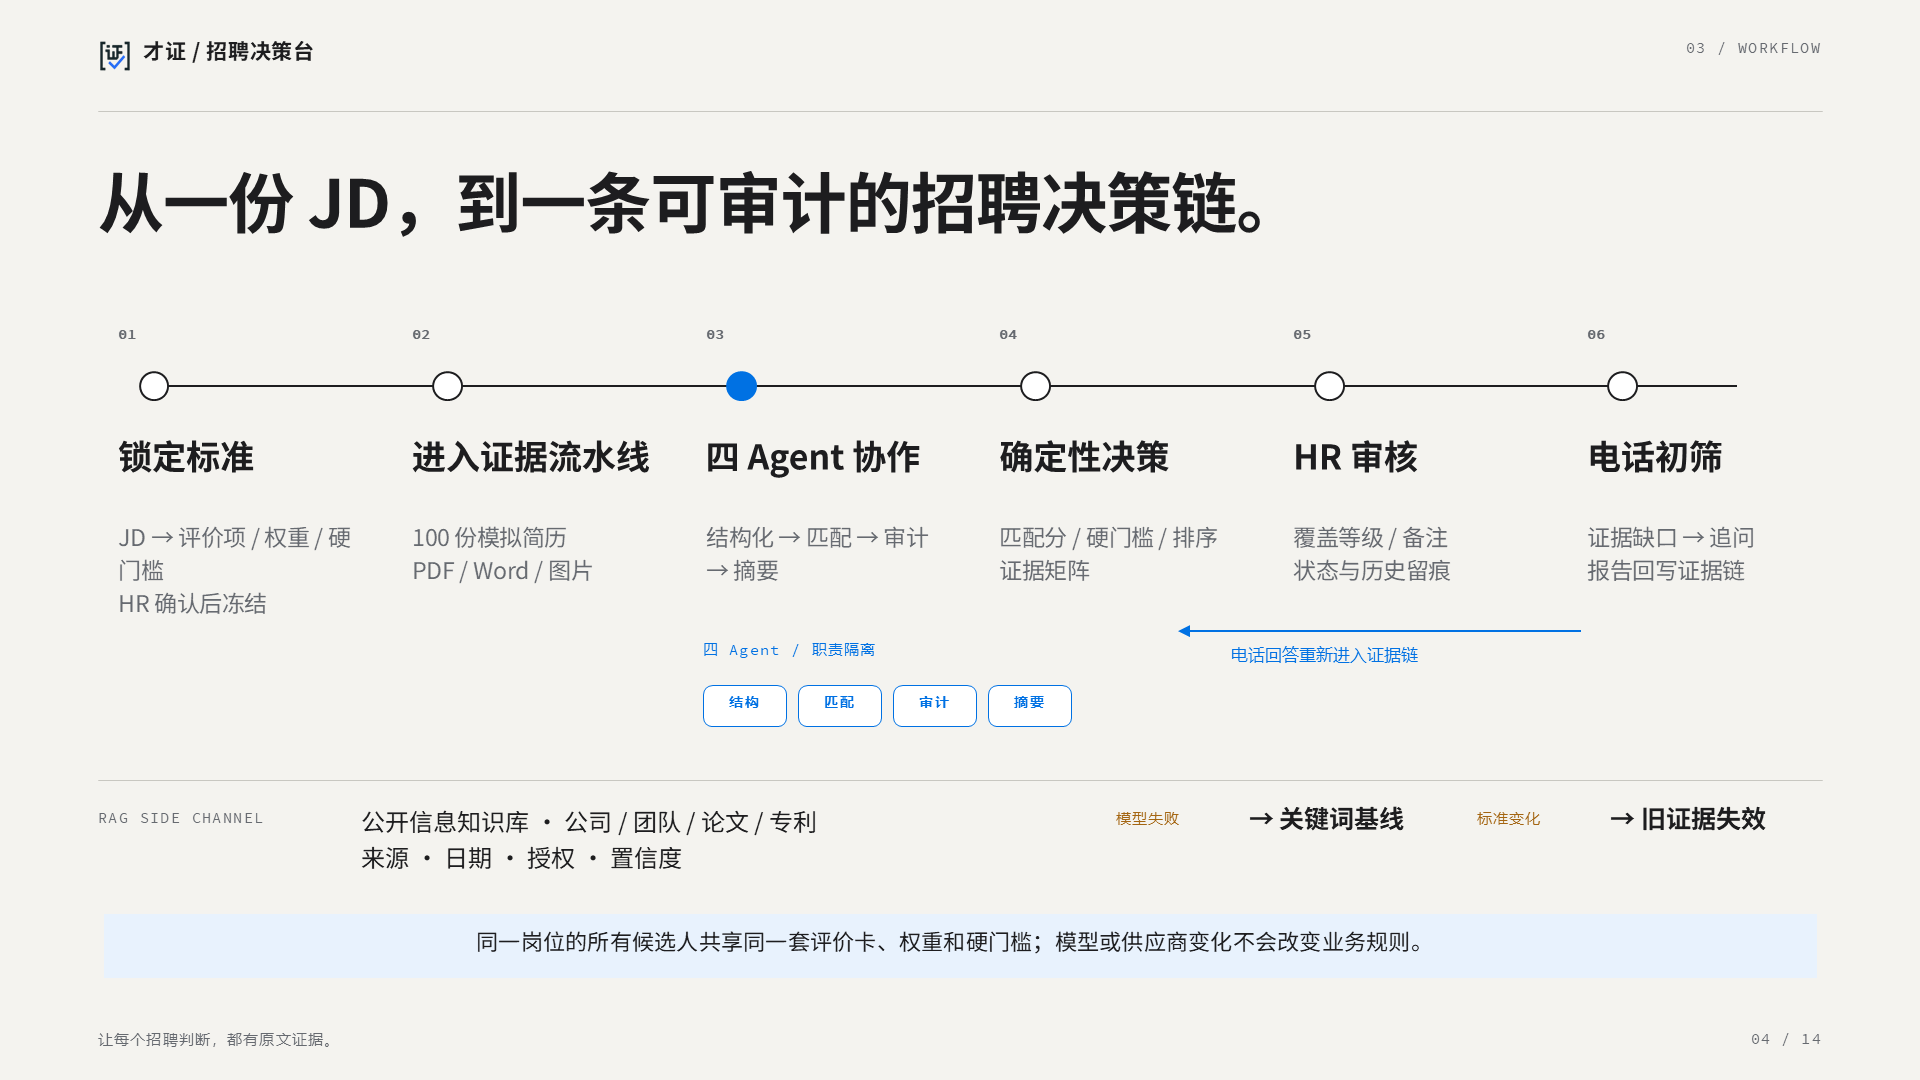 证 才证 / 招聘决策台
03 / WORKFLOW
从一份 JD，到一条可审计的招聘决策链。
01
锁定标准
JD → 评价项 / 权重 / 硬
门槛
HR 确认后冻结
02
进入证据流水线
100 份模拟简历
PDF / Word / 图片
03
四 Agent 协作
结构化 → 匹配 → 审计
→ 摘要
04
确定性决策
匹配分 / 硬门槛 / 排序
证据矩阵
05
HR 审核
覆盖等级 / 备注
状态与历史留痕
06
电话初筛
证据缺口 → 追问
报告回写证据链
四 Agent / 职责隔离
结构 匹配 审计 摘要
电话回答重新进入证据链
RAG SIDE CHANNEL
公开信息知识库 · 公司 / 团队 / 论文 / 专利
来源 · 日期 · 授权 · 置信度
模型失败 → 关键词基线
标准变化 → 旧证据失效
同一岗位的所有候选人共享同一套评价卡、权重和硬门槛；模型或供应商变化不会改变业务规则。
让每个招聘判断，都有原文证据。
04 / 14